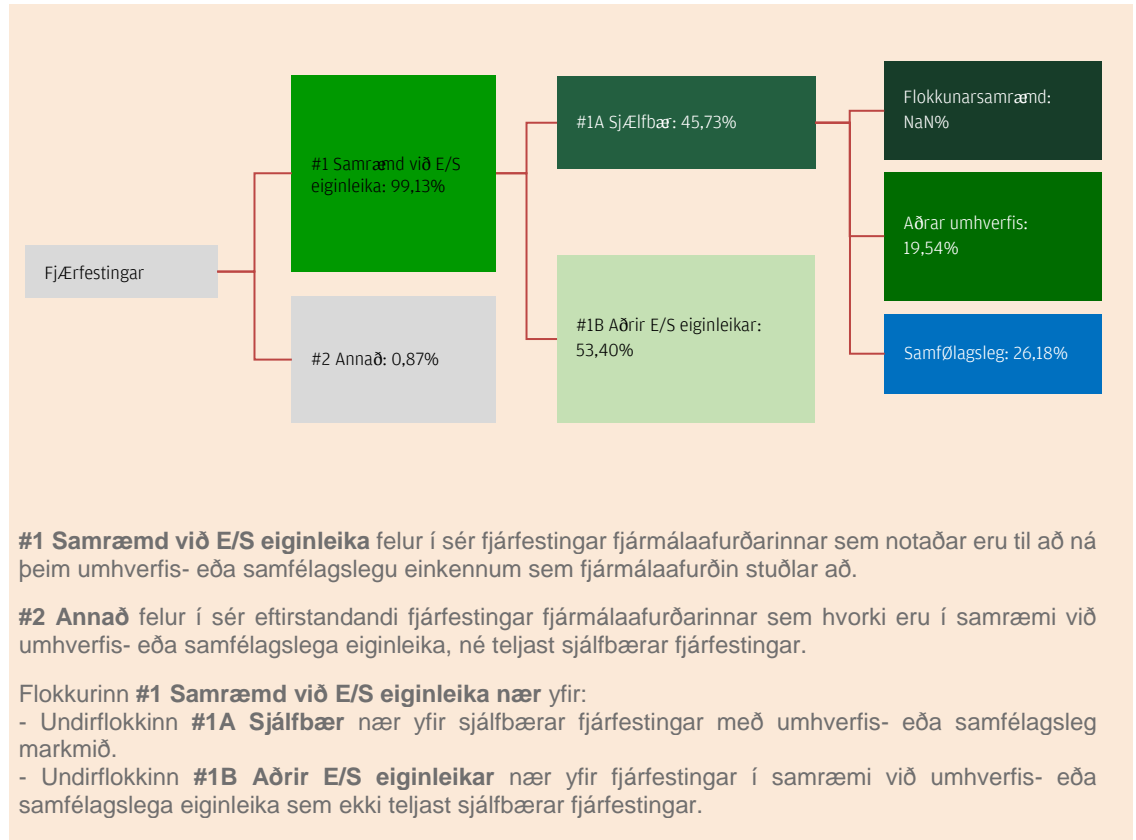 Fjærfestingar
#1 Samræmd við E/S
eiginleika: 99,13%
#2 Annað: 0,87%
#1A SjÆlfbær: 45,73%
#1B Aðrir E/S eiginleikar:
53,40%
Flokkunarsamræmd:
NaN%
Aðrar umhverfis:
19,54%
SamfØlagsleg: 26,18%
#1 Samræmd við E/S eiginleika felur í sér fjárfestingar fjármálaafurðarinnar sem notaðar eru til að ná
þeim umhverfis- eða samfélagslegu einkennum sem fjármálaafurðin stuðlar að.
#2 Annað felur í sér eftirstandandi fjárfestingar fjármálaafurðarinnar sem hvorki eru í samræmi við
umhverfis- eða samfélagslega eiginleika, né teljast sjálfbærar fjárfestingar.
Flokkurinn #1 Samræmd við E/S eiginleika nær yfir:
- Undirflokkinn #1A Sjálfbær nær yfir sjálfbærar fjárfestingar með umhverfis- eða samfélagsleg
markmið.
- Undirflokkinn #1B Aðrir E/S eiginleikar nær yfir fjárfestingar í samræmi við umhverfis- eða
samfélagslega eiginleika sem ekki teljast sjálfbærar fjárfestingar.